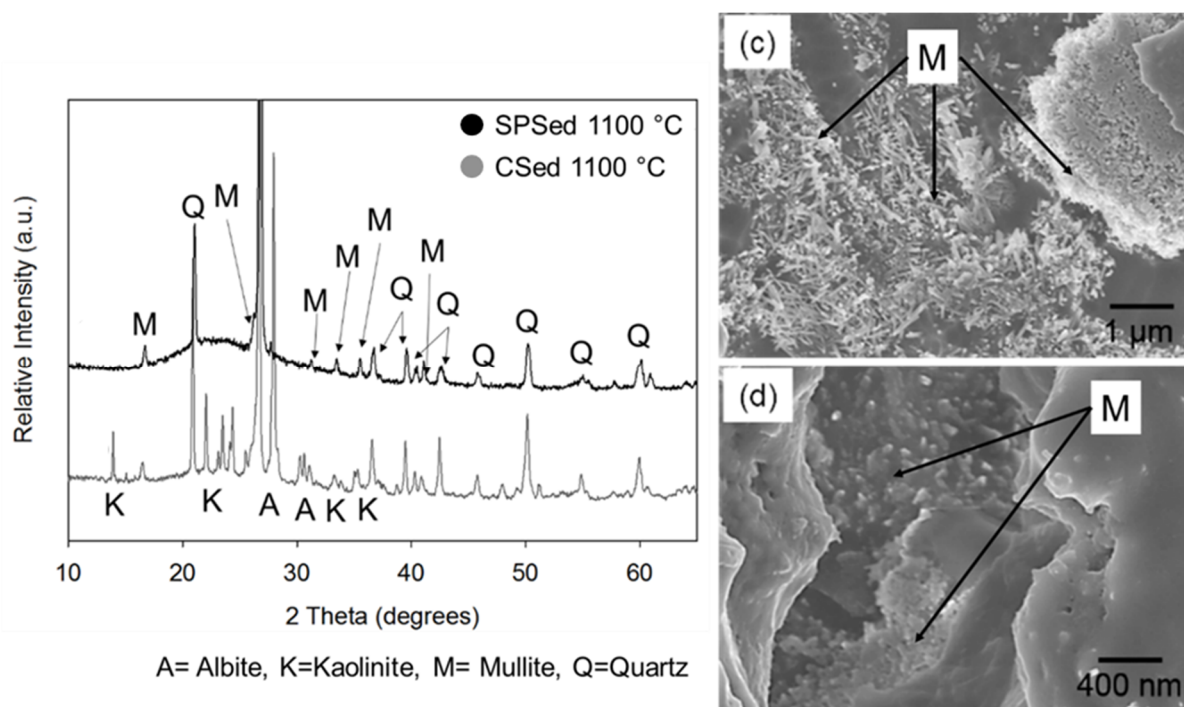 Relative Intensity (a.u.)
SPSed 1100 °C
CSed 1100 °C
M
Q
M
M
M
M
M
Q
Q
Q
Q
Q
Q
K
K
A
A
K
K
10 20 30 40 50 60
2 Theta (degrees)
A= Albite, K=Kaolinite, M= Mullite, Q=Quartz
(c)
M
1 µm
(d)
M
400 nm